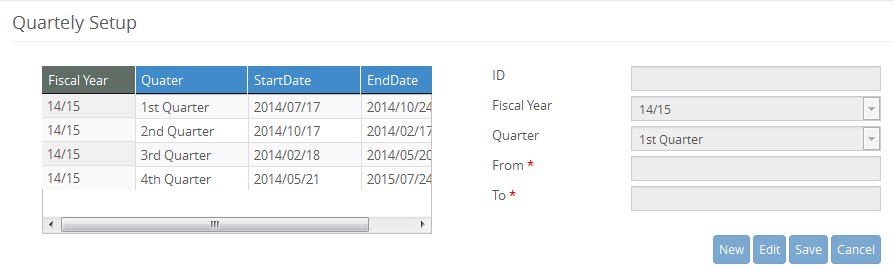 Quartely Setup
Fiscal Year Quater StartDate EndDate
14/15 1st Quarter 2014/07/17 2014/10/24
14/15 2nd Quarter 2014/10/17 2014/02/17
14/15 3rd Quarter 2014/02/18 2014/05/20
14/15 4th Quarter 2014/05/21 2015/07/24
ID
Fiscal Year 14/15
Quarter 1st Quarter
From *
To *
New Edit Save Cancel